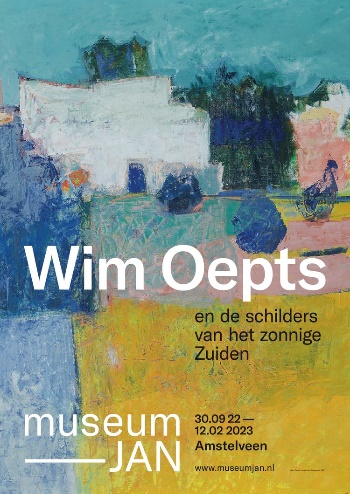 Wim Oepts
en de schilders
van het zonnige
Zuiden
museum
JAN
30.09 22—
12.02 2023
Amstelveen
www.museumjan.nl